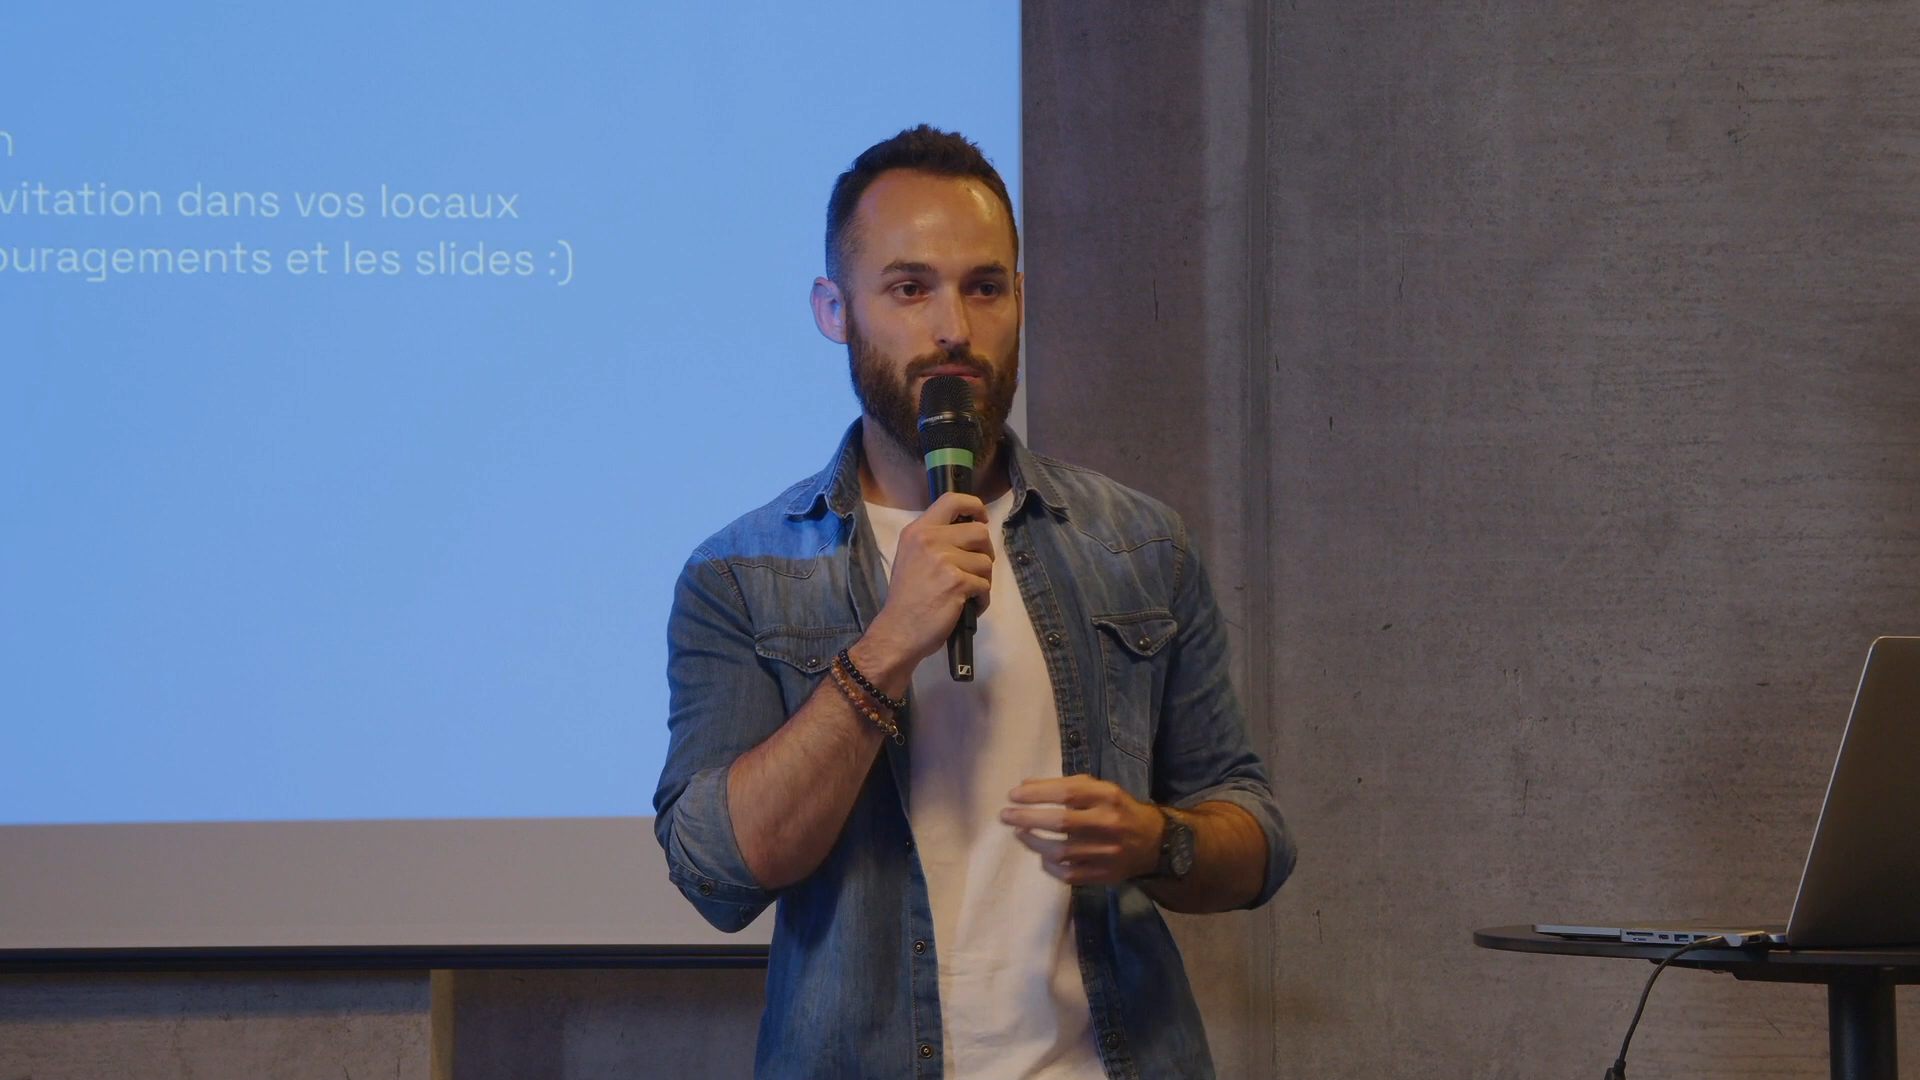 n
vitation dans vos locaux
ouragements et les slides :)